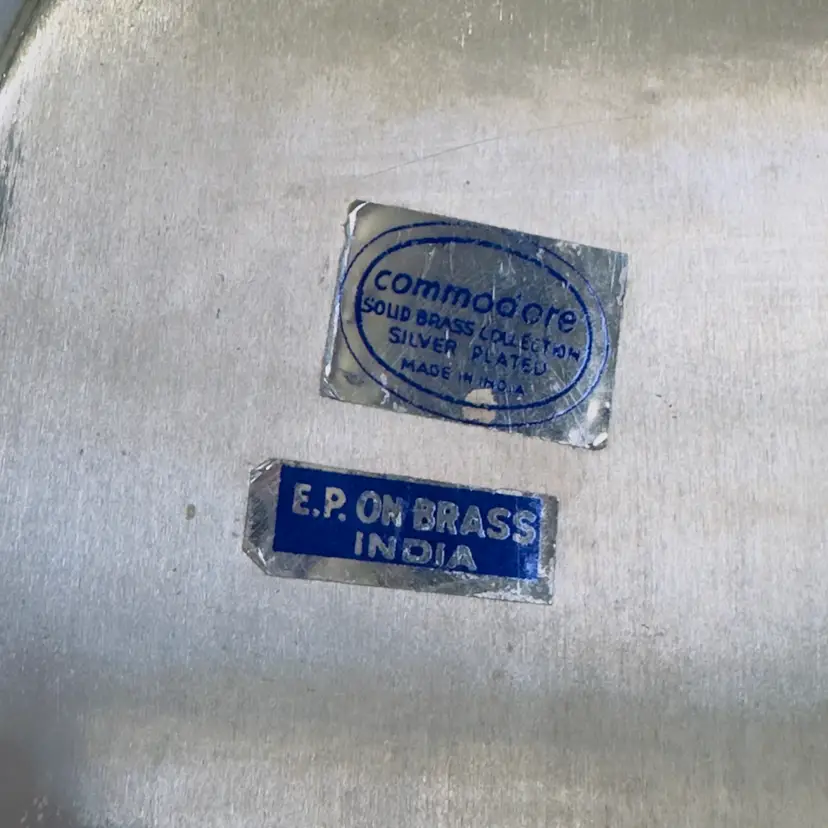 commodore
SOLID BRASS COLLECTION
SILVER PLATED
MADE IN INDIA
E.P. ON BRASS
INDIA